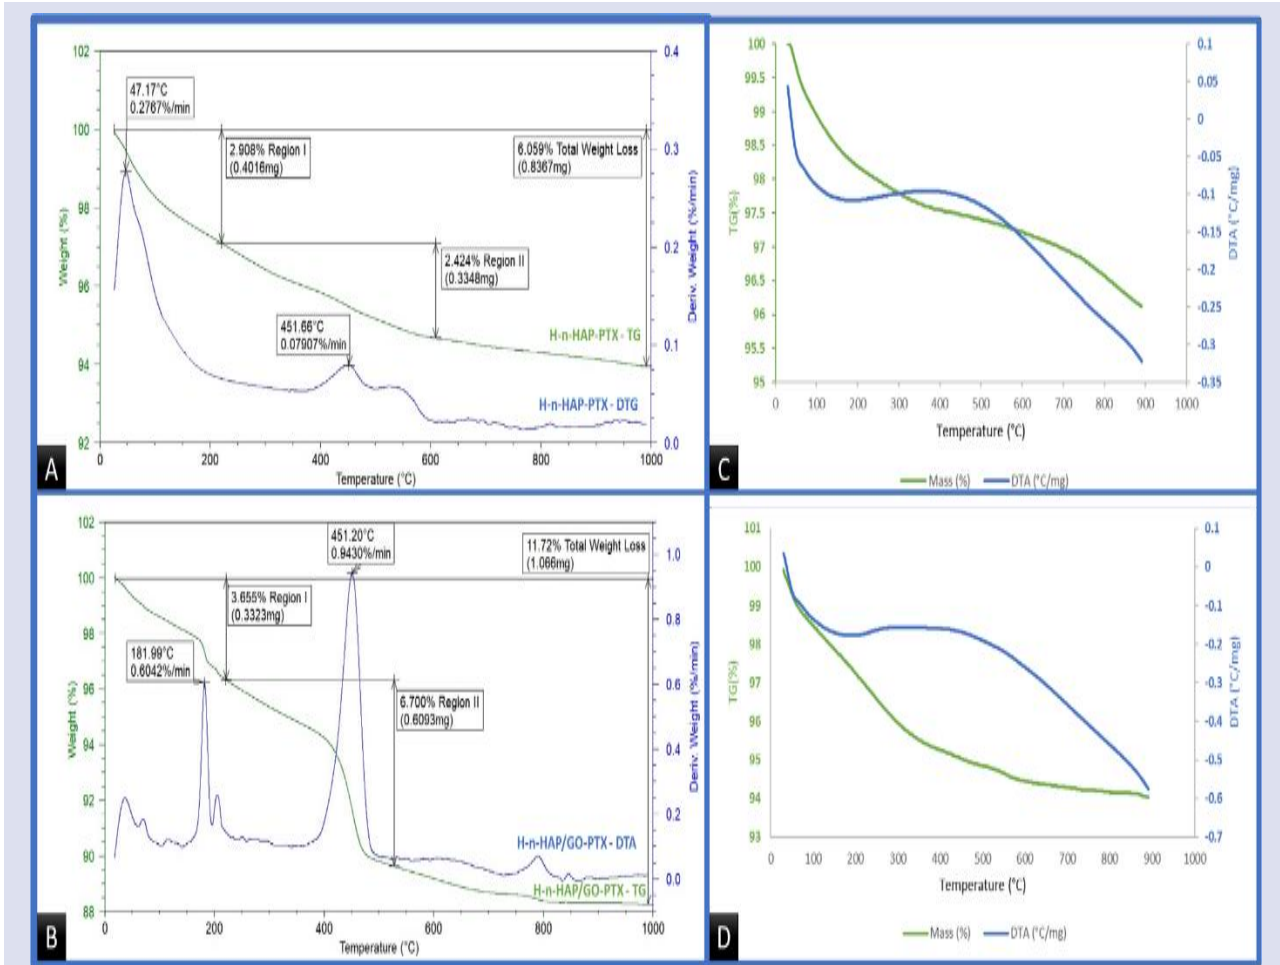 102
100
98
96
94
92
Weight (%)
0.4
0.3
0.2
0.1
0.0
Deriv. Weight (%/min)
47.17°C
0.2767%/min
2.908% Region I
(0.4016mg)
6.059% Total Weight Loss
(0.8367mg)
2.424% Region II
(0.3348mg)
451.66°C
0.07907%/min
H-n-HAP-PTX - TG
H-n-HAP-PTX - DTG
0 200 400 600 800 1000
Temperature (°C)
A
100
99.5
99
98.5
98
97.5
97
96.5
96
95.5
95
TG(%)
0.1
0.05
0
-0.05
-0.1
-0.15
-0.2
-0.25
-0.3
-0.35
DTA (°C/mg)
0 100 200 300 400 500 600 700 800 900 1000
Temperature (°C)
Mass (%) DTA (°C/mg)
C
102
100
98
96
94
92
90
88
Weight (%)
1.0
0.8
0.6
0.4
0.2
0.0
Deriv. Weight (%/min)
451.20°C
0.9430%/min
11.72% Total Weight Loss
(1.066mg)
3.655% Region I
(0.3323mg)
181.99°C
0.6042%/min
6.700% Region II
(0.6093mg)
H-n-HAP/GO-PTX - DTA
H-n-HAP/GO-PTX - TG
0 200 400 600 800 1000
Temperature (°C)
B
101
100
99
98
97
96
95
94
93
TG(%)
0.1
0
-0.1
-0.2
-0.3
-0.4
-0.5
-0.6
-0.7
DTA (°C/mg)
0 100 200 300 400 500 600 700 800 900 1000
Temperature (°C)
Mass (%) DTA (°C/mg)
D